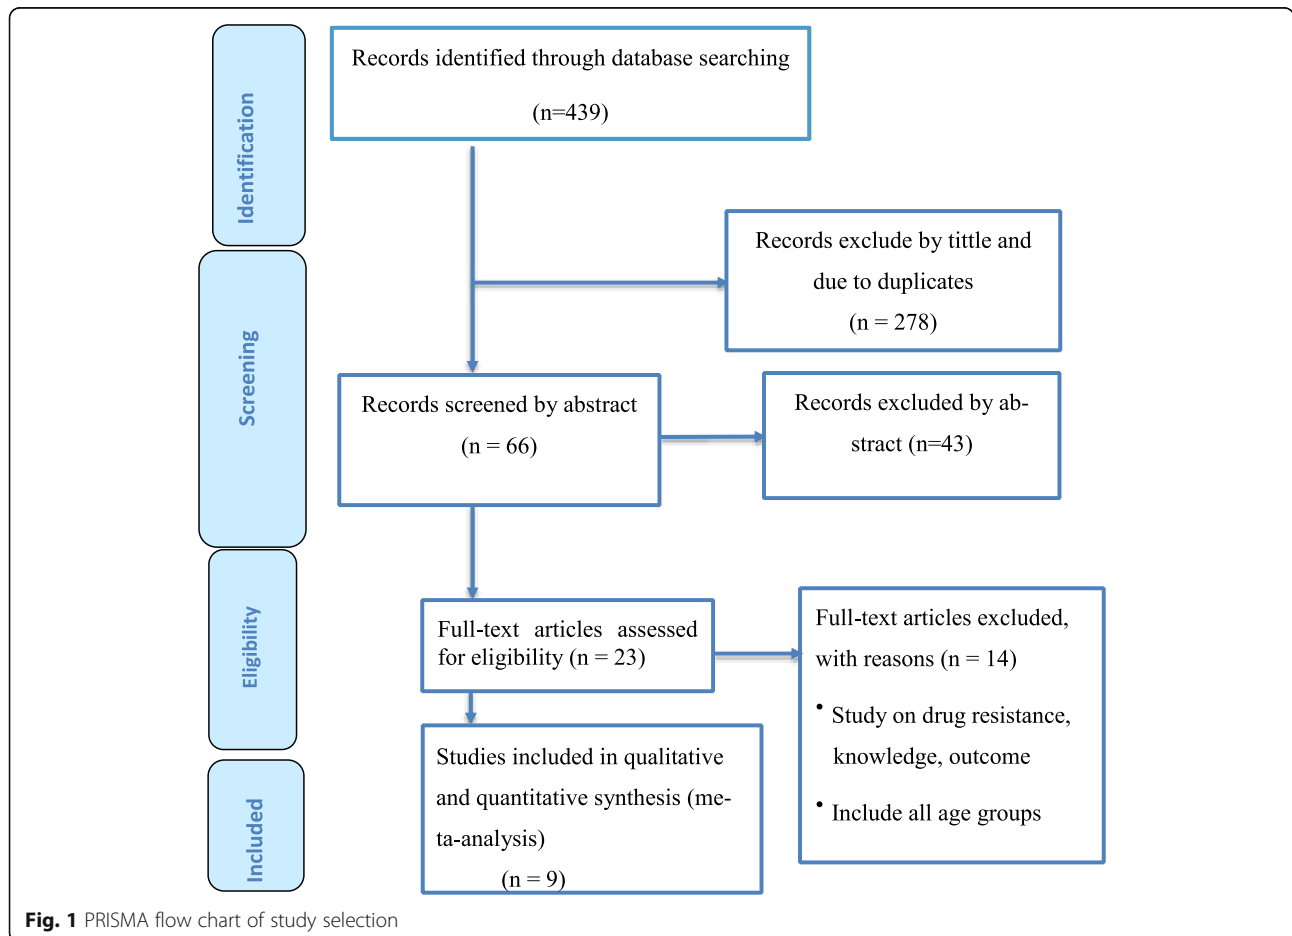 Identification
Records identified through database searching
(n=439)
Records exclude by tittle and
due to duplicates
(n = 278)
Screening
Records screened by abstract
(n = 66)
Records excluded by ab-
stract (n=43)
Eligibility
Full-text articles assessed
for eligibility (n = 23)
Full-text articles excluded,
with reasons (n = 14)
• Study on drug resistance,
knowledge, outcome
• Include all age groups
Included
Studies included in qualitative
and quantitative synthesis (me-
ta-analysis)
(n = 9)
Fig. 1 PRISMA flow chart of study selection